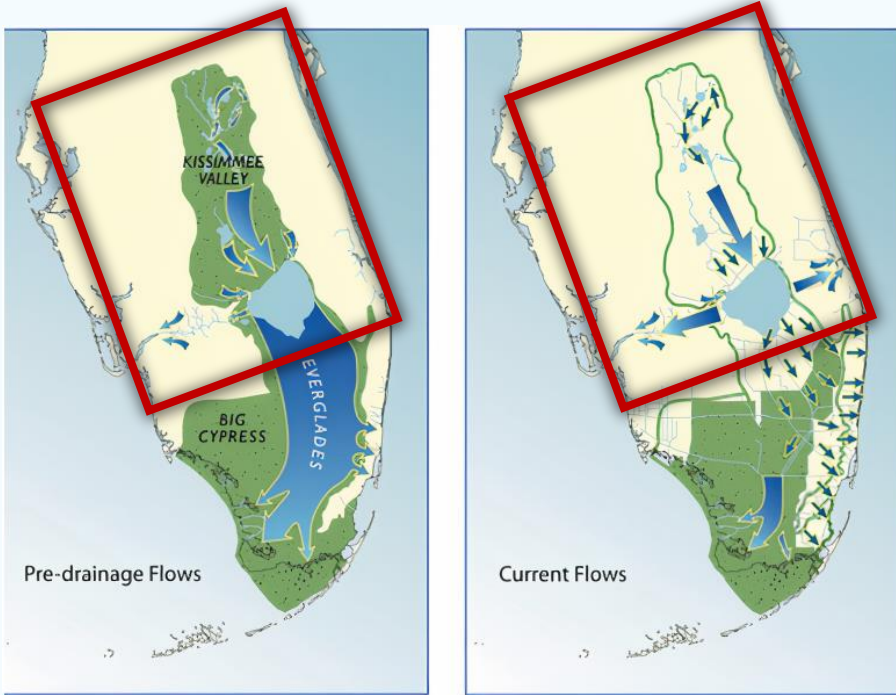 KISSIMMEE
VALLEY
EVERGLADES
BIG
CYPRESS
Pre-drainage Flows
Current Flows